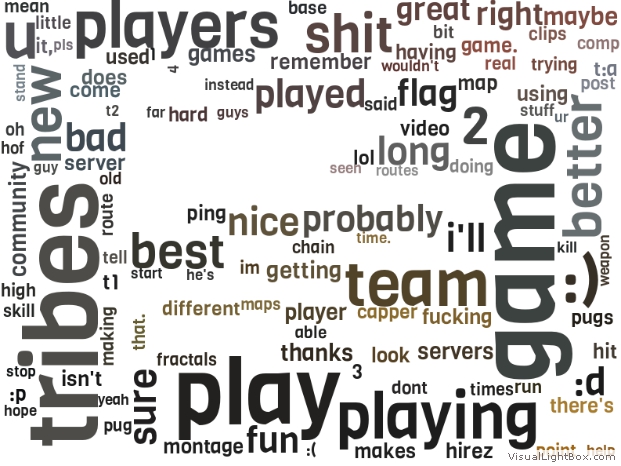 mean
little
u
it,
pls
players
base
shit
great
right
maybe
bit
clips
comp
used
1
games
remember
having
game.
wouldn't
real
trying
t:a
stand
new
does
come
4
instead
played
said
flag
map
using
post
t2
far
hard
guys
stuff
ur
oh
hof
bad
server
video
2
better
guy
lol
long
doing
seen
routes
old
community
tribes
route
ping
nice
probably
i'll
game
tell
best
chain
time.
kill
start
he's
im
getting
team
:)
weapon
t1
high
skill
different
maps
player
capper
fucking
pugs
making
that.
able
fractals
thanks
look
servers
hit
stop
isn't
play
3
dont
times
run
:d
:p
hope
yeah
sure
playing
there's
pug
montage
fun
:(
makes
hirez
point
help
VisualLightBox.com